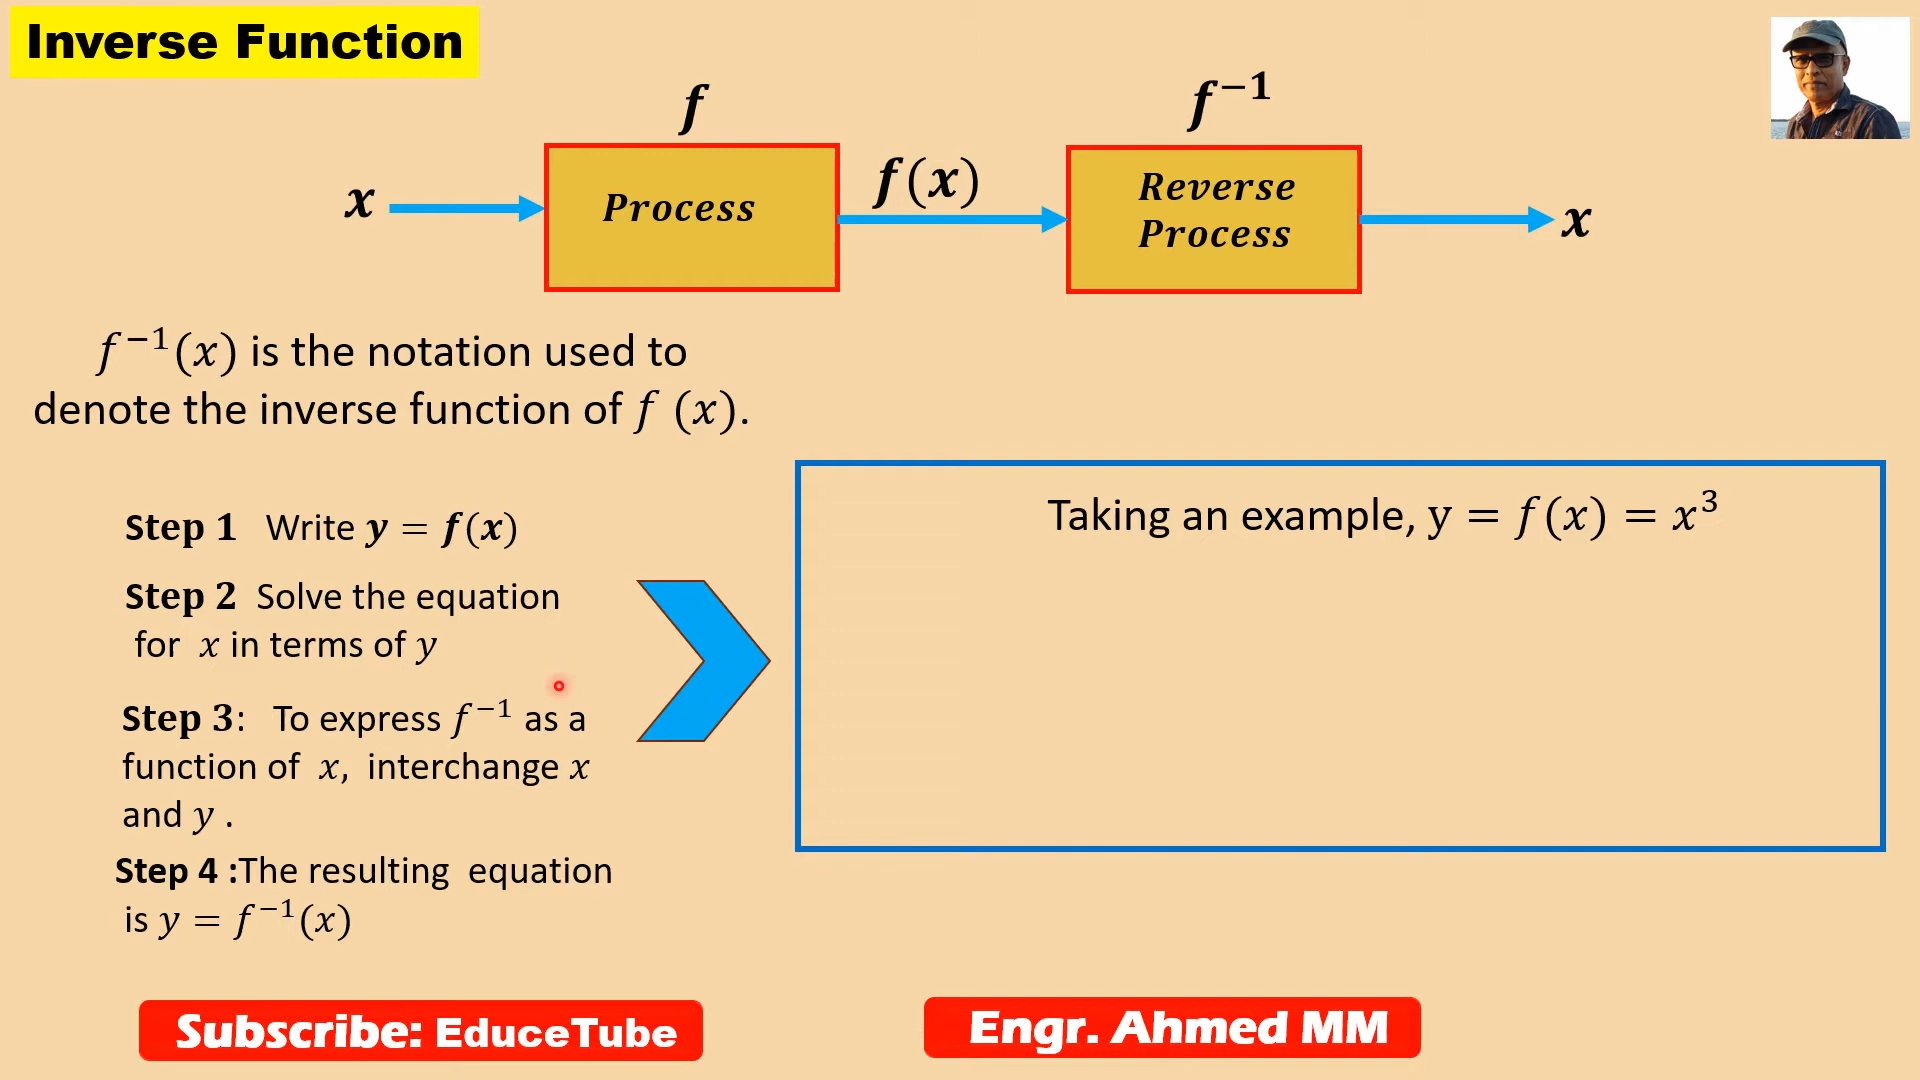 Inverse Function
f
f⁻¹
x
Process
f(x)
Reverse
Process
x
f⁻¹(x) is the notation used to
denote the inverse function of f (x).
Step 1 Write y = f(x)
Step 2 Solve the equation
for x in terms of y
Step 3: To express f⁻¹ as a
function of x, interchange x
and y .
Step 4 :The resulting equation
is y = f⁻¹(x)
Taking an example, y = f(x) = x³
Subscribe: EduceTube
Engr. Ahmed MM